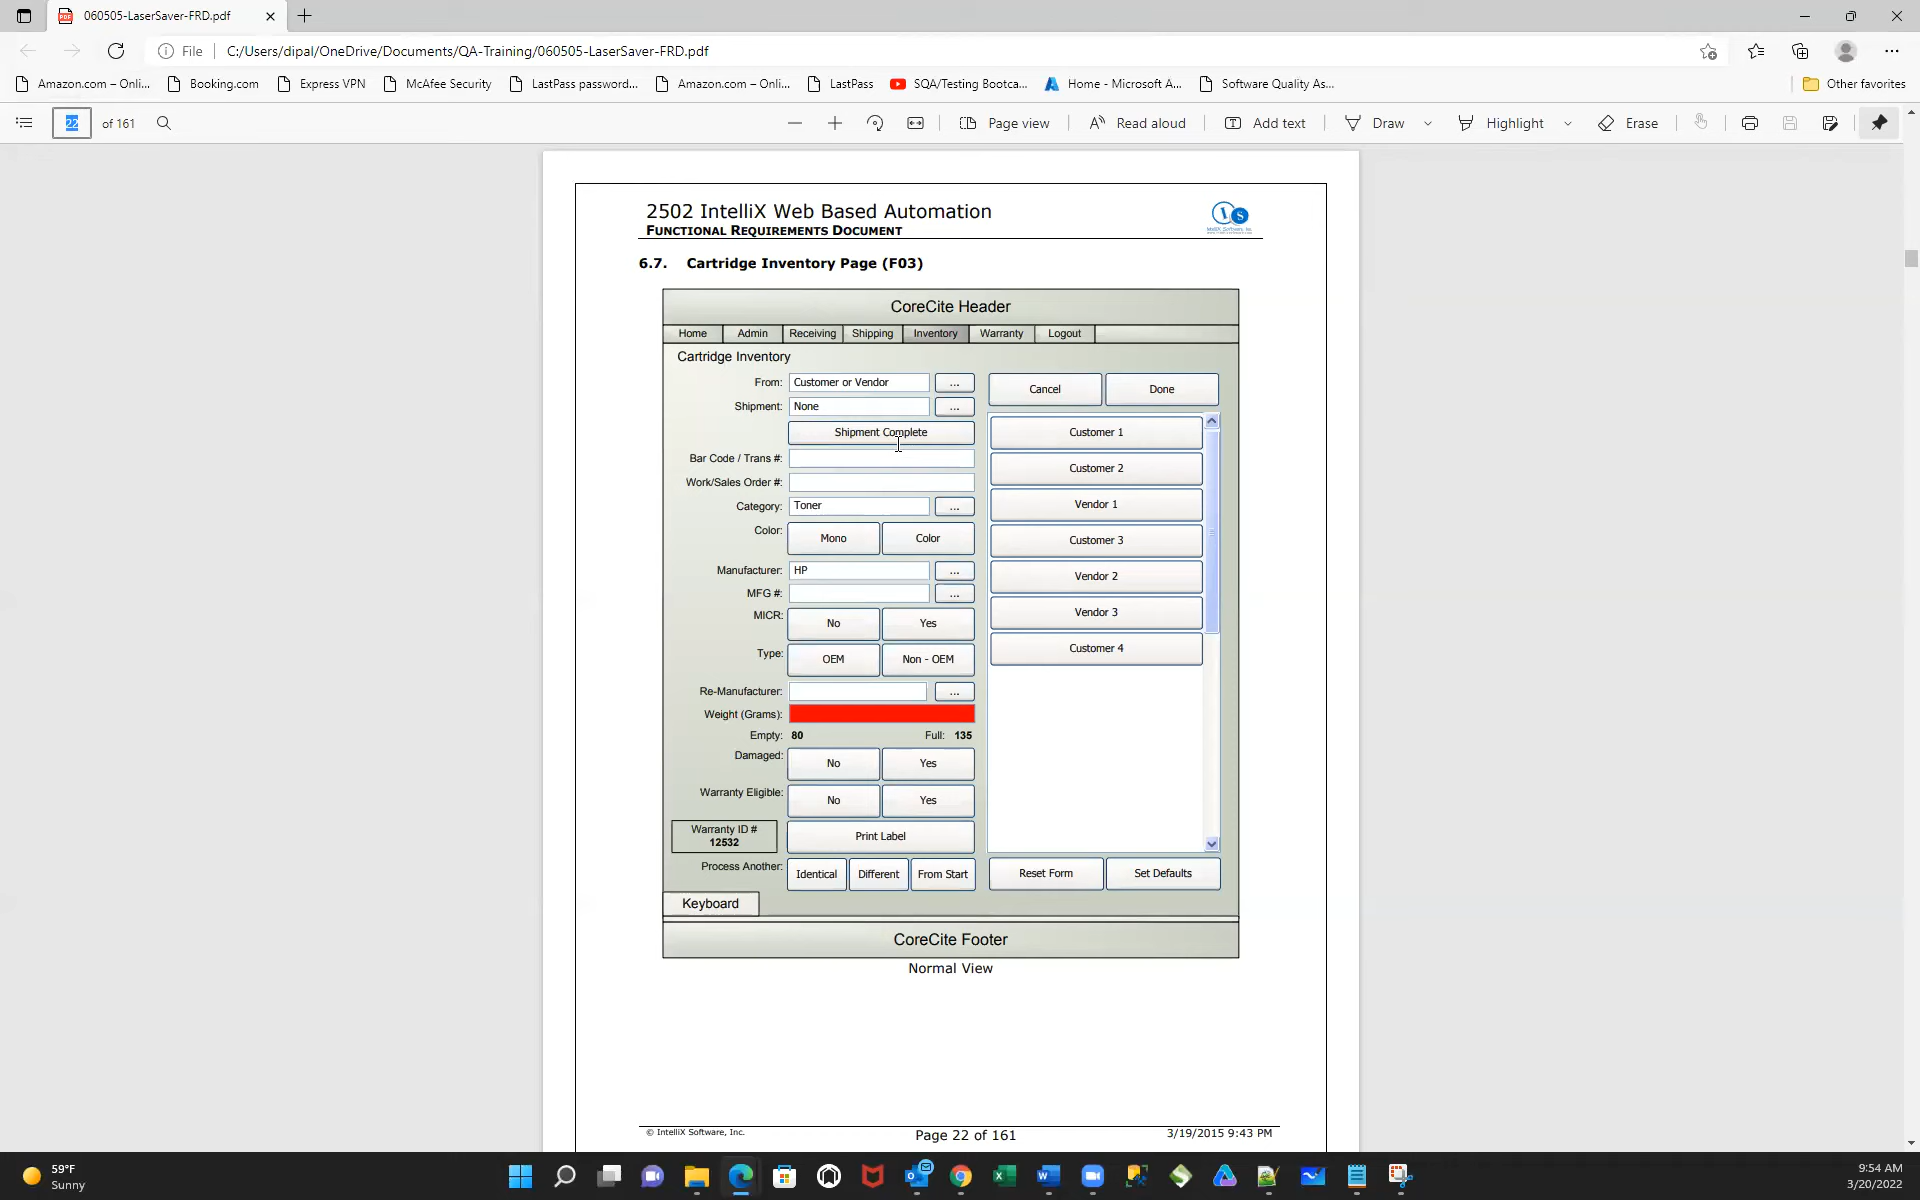 060505-LaserSaver-FRD.pdf
File C:/Users/dipal/OneDrive/Documents/QA-Training/060505-LaserSaver-FRD.pdf
Amazon.com – Onli... Booking.com Express VPN McAfee Security LastPass password... Amazon.com – Onli... LastPass SQA/Testing Bootca... Home - Microsoft A... Software Quality As... Other favorites
22 of 161 Page view Read aloud Add text Draw Highlight Erase
2502 IntelliX Web Based Automation
FUNCTIONAL REQUIREMENTS DOCUMENT
6.7. Cartridge Inventory Page (F03)
CoreCite Header
Home Admin Receiving Shipping Inventory Warranty Logout
Cartridge Inventory
From: Customer or Vendor ... Cancel Done
Shipment: None ...
Shipment Complete Customer 1
Bar Code / Trans #: Customer 2
Work/Sales Order #:
Category: Toner ... Vendor 1
Color: Mono Color Customer 3
Manufacturer: HP ... Vendor 2
MFG #: ...
MICR: No Yes Vendor 3
Type: OEM Non - OEM Customer 4
Re-Manufacturer: ...
Weight (Grams):
Empty: 80 Full: 135
Damaged: No Yes
Warranty Eligible: No Yes
Warranty ID #
12532
Print Label
Process Another: Identical Different From Start Reset Form Set Defaults
Keyboard
CoreCite Footer
Normal View
© IntelliX Software, Inc. Page 22 of 161 3/19/2015 9:43 PM
59°F
Sunny
9:54 AM
3/20/2022